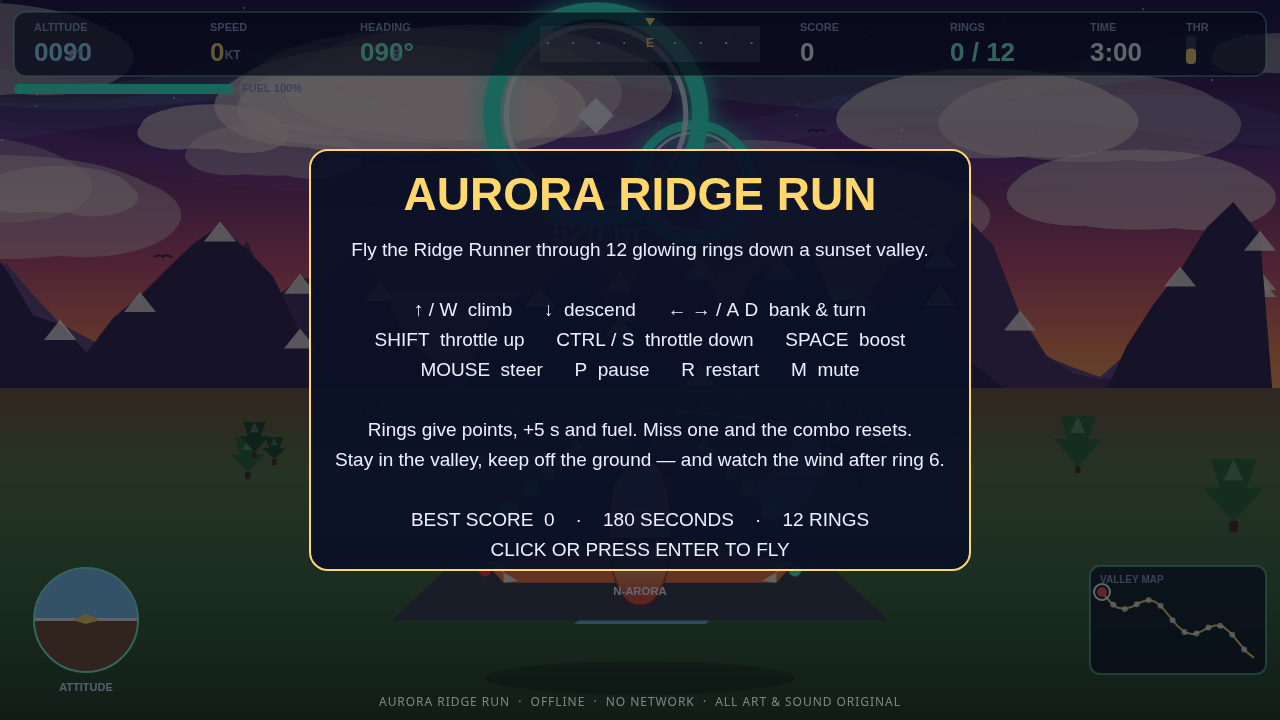 ALTITUDE SPEED HEADING SCORE RINGS TIME THR
0090 0 KT 090° E 0 0 / 12 3:00
FUEL 100%
AURORA RIDGE RUN
520 m
Fly the Ridge Runner through 12 glowing rings down a sunset valley.
↑ / W climb ↓ descend ← → / A D bank & turn
SHIFT throttle up CTRL / S throttle down SPACE boost
MOUSE steer P pause R restart M mute
Rings give points, +5 s and fuel. Miss one and the combo resets.
Stay in the valley, keep off the ground — and watch the wind after ring 6.
BEST SCORE 0 · 180 SECONDS · 12 RINGS
CLICK OR PRESS ENTER TO FLY
N-ARORA
VALLEY MAP
ATTITUDE
AURORA RIDGE RUN · OFFLINE · NO NETWORK · ALL ART & SOUND ORIGINAL